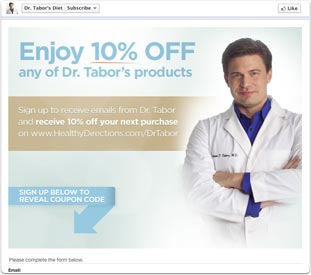 Dr. Tabor's Diet Subscribe Like
Enjoy 10% OFF
any of Dr. Tabor's products
Sign up to receive emails from Dr. Tabor
and receive 10% off your next purchase
on www.HealthyDirections.com/DrTabor
SIGN UP BELOW TO
REVEAL COUPON CODE
Please complete the form below.
Email